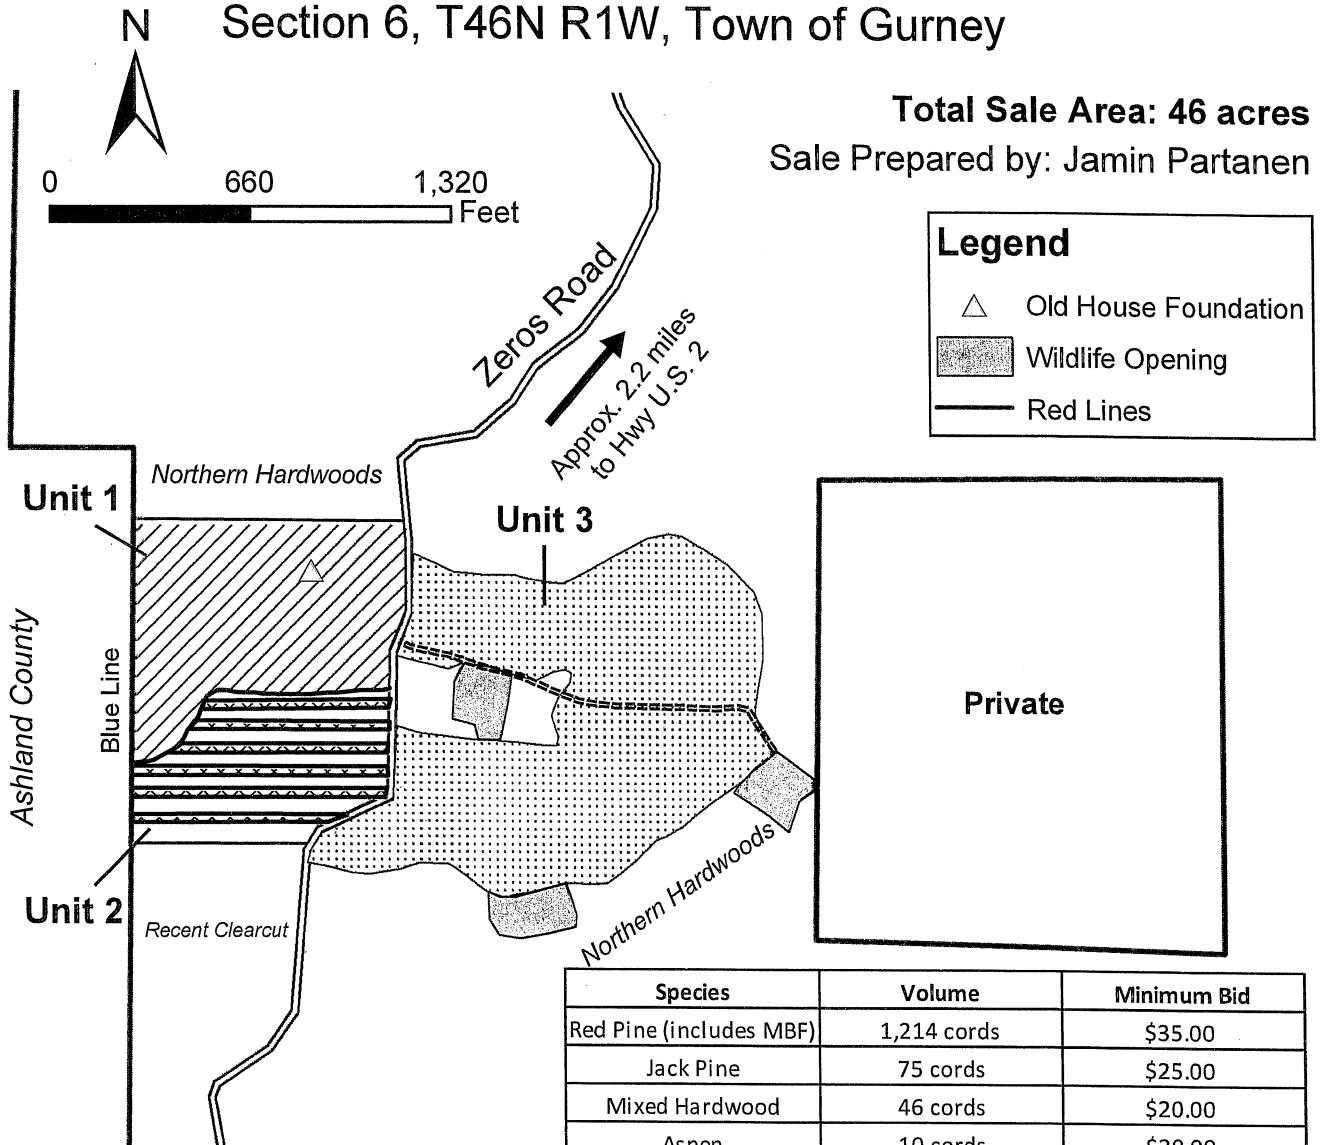 Section 6, T46N R1W, Town of Gurney
N
Total Sale Area: 46 acres
Sale Prepared by: Jamin Partanen
0 660 1,320
Feet
Legend
Old House Foundation
Wildlife Opening
Red Lines
Zeros Road
Approx. 2.2 miles
to Hwy U.S. 2
Northern Hardwoods
Unit 1
Unit 3
Ashland County
Blue Line
Private
Unit 2
Recent Clearcut
Northern Hardwoods
Species Volume Minimum Bid
Red Pine (includes MBF) 1,214 cords $35.00
Jack Pine 75 cords $25.00
Mixed Hardwood 46 cords $20.00
Aspen 10 cords